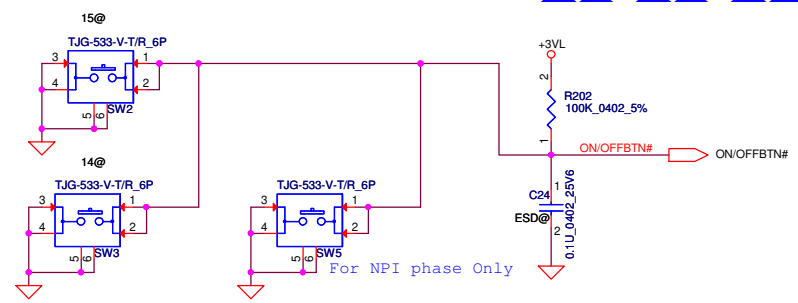 15@
TJG-533-V-T/R_6P
3
1
4
2
5
6
SW2
14@
TJG-533-V-T/R_6P
3
1
4
2
5
6
SW3
TJG-533-V-T/R_6P
3
1
4
2
5
6
SW5
For NPI phase Only
+3VL
2
R202
100K_0402_5%
1
ON/OFFBTN#
ON/OFFBTN#
C24
1
ESD@
2
0.1U_0402_25V6